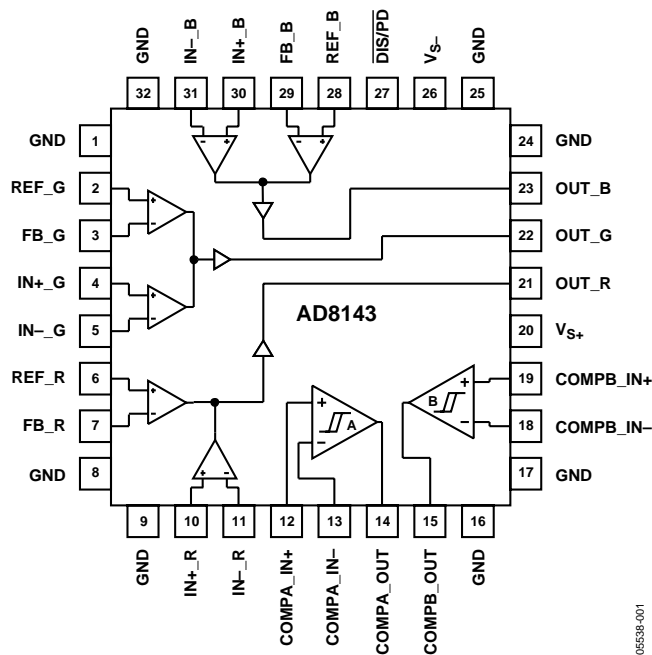 GND
IN–_B
IN+_B
FB_B
REF_B
DIS/PD
VS–
GND
32
31
30
29
28
27
26
25
GND 1
REF_G 2
FB_G 3
IN+_G 4
IN–_G 5
REF_R 6
FB_R 7
GND 8
– +
– +
+
–
+
–
+
–
+ –
AD8143
+
–
A
B
+
–
24 GND
23 OUT_B
22 OUT_G
21 OUT_R
20 VS+
19 COMPB_IN+
18 COMPB_IN–
17 GND
9
10
11
12
13
14
15
16
GND
IN+_R
IN–_R
COMPA_IN+
COMPA_IN–
COMPA_OUT
COMPB_OUT
GND
05538-001